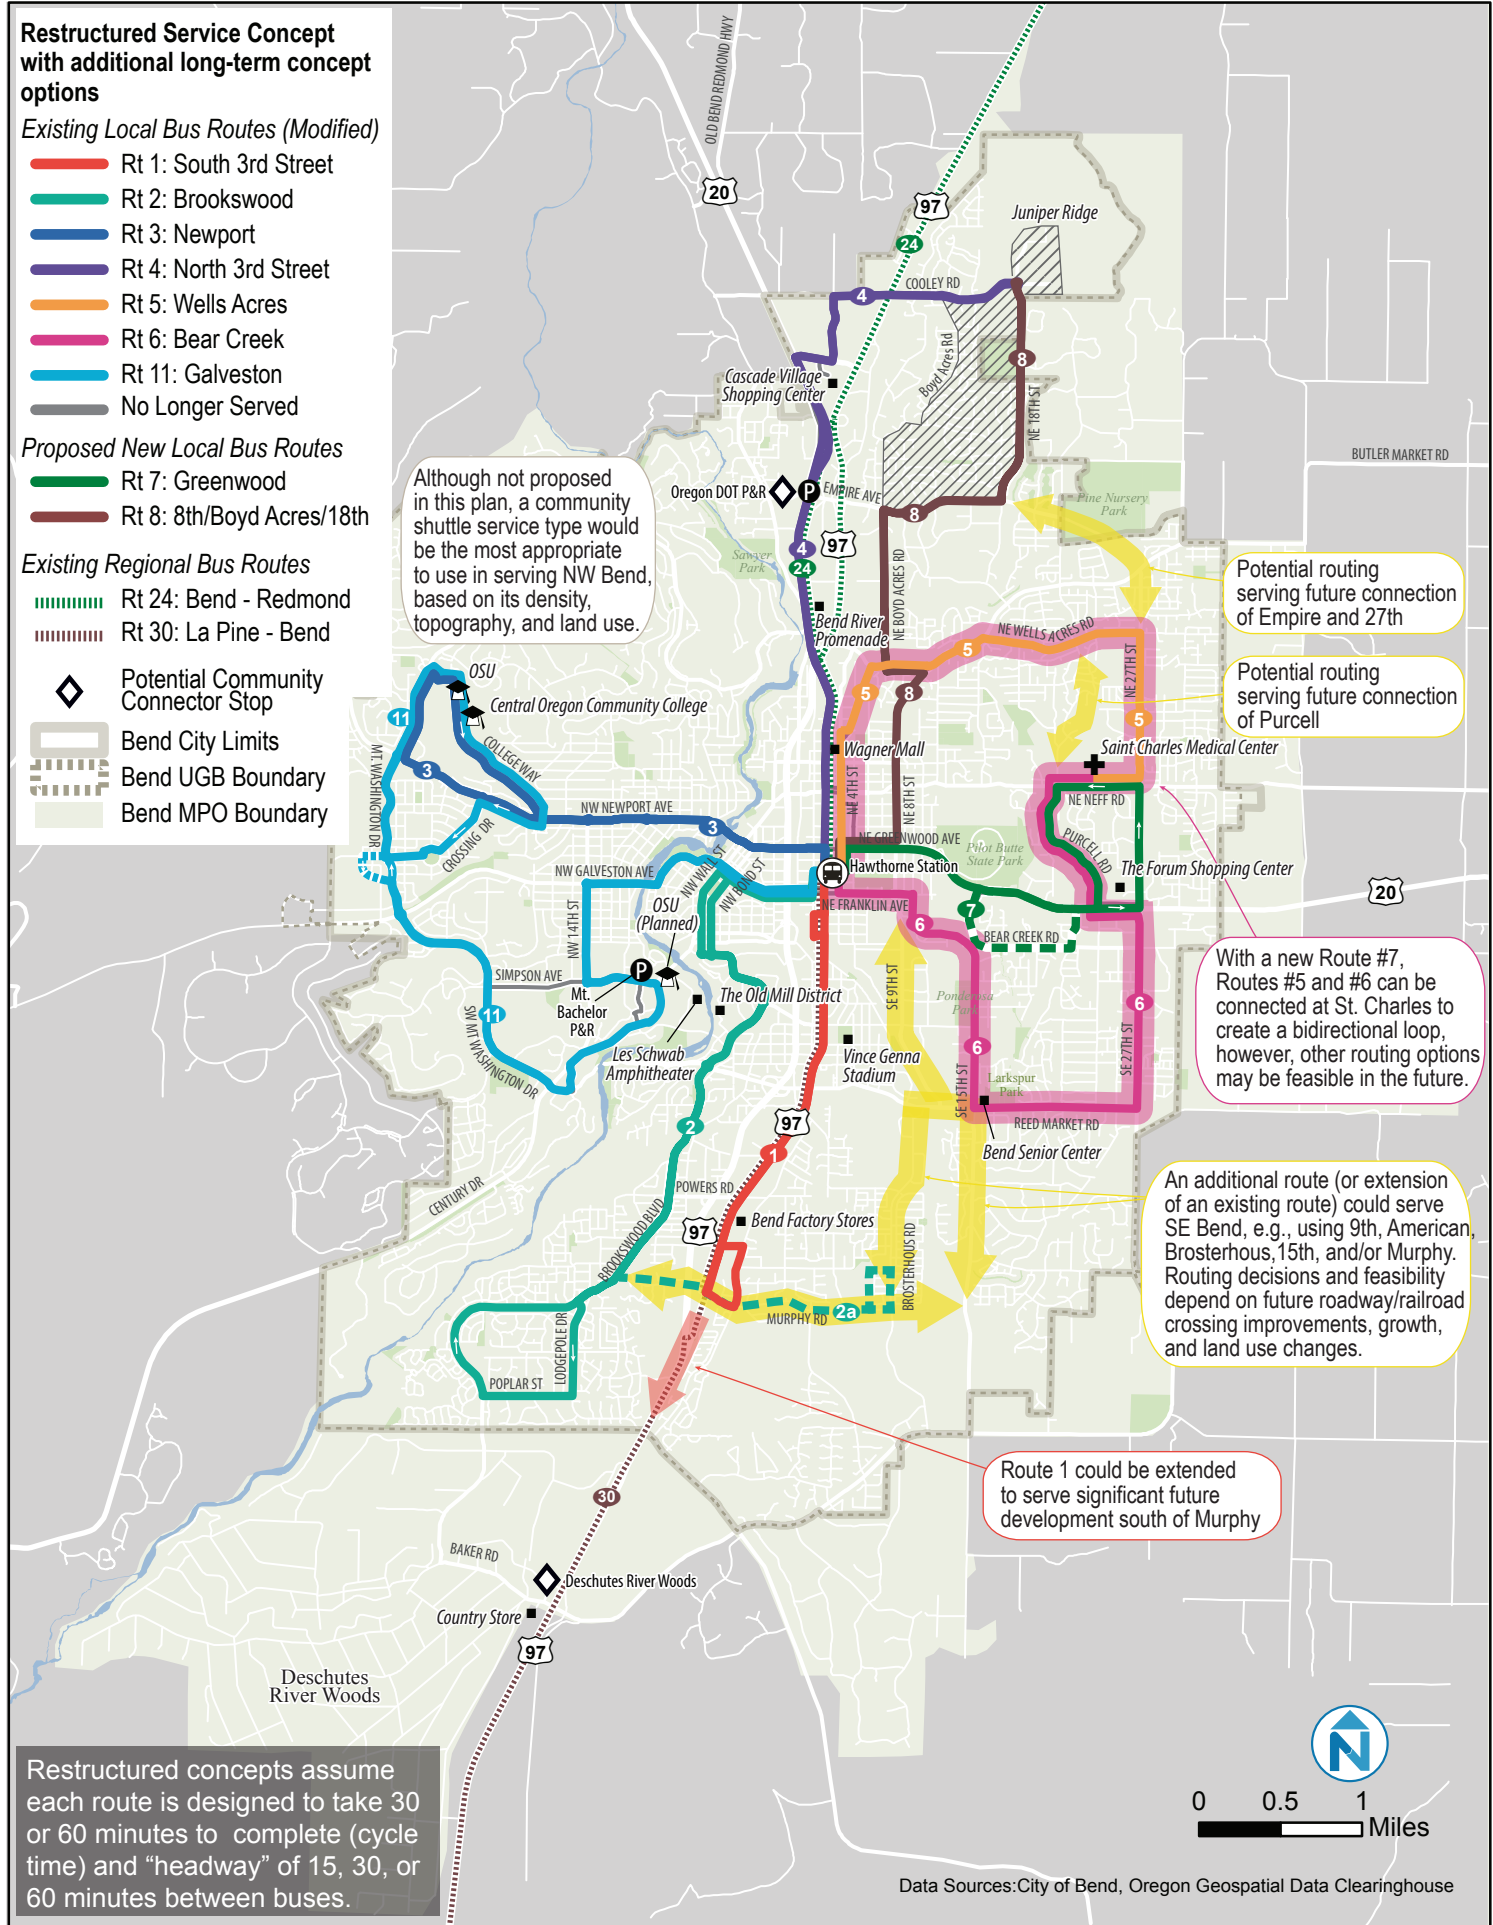 Restructured Service Concept
with additional long-term concept
options
Existing Local Bus Routes (Modified)
Rt 1: South 3rd Street
Rt 2: Brookswood
Rt 3: Newport
Rt 4: North 3rd Street
Rt 5: Wells Acres
Rt 6: Bear Creek
Rt 11: Galveston
No Longer Served
Proposed New Local Bus Routes
Rt 7: Greenwood
Rt 8: 8th/Boyd Acres/18th
Existing Regional Bus Routes
Rt 24: Bend - Redmond
Rt 30: La Pine - Bend
Potential Community
Connector Stop
Bend City Limits
Bend UGB Boundary
Bend MPO Boundary
OLD BEND REDMOND HWY
20
97
24
Juniper Ridge
COOLEY RD
4
Boyd Acres Rd
8
NE 18TH ST
Cascade Village
Shopping Center
BUTLER MARKET RD
Although not proposed
in this plan, a community
shuttle service type would
be the most appropriate
to use in serving NW Bend,
based on its density,
topography, and land use.
Oregon DOT P&R
P
EMPIRE AVE
8
Pine Nursery
Park
4
97
24
Sawyer
Park
NE BOYD ACRES RD
Potential routing
serving future connection
of Empire and 27th
Bend River
Promenade
NE WELLS ACRES RD
5
NE 27TH ST
5
8
5
Potential routing
serving future connection
of Purcell
OSU
Central Oregon Community College
11
COLLEGE WAY
3
MT. WASHINGTON DR
Wagner Mall
Saint Charles Medical Center
NE 4TH ST
NE 8TH ST
NE NEFF RD
NW NEWPORT AVE
3
CROSSING DR
NE GREENWOOD AVE
Pilot Butte
State Park
PURCELL RD
The Forum Shopping Center
NW GALVESTON AVE
NW WALL ST
NW BOND ST
Hawthorne Station
20
NE FRANKLIN AVE
NW 14TH ST
OSU
(Planned)
6
7
BEAR CREEK RD
With a new Route #7,
Routes #5 and #6 can be
connected at St. Charles to
create a bidirectional loop,
however, other routing options
may be feasible in the future.
SIMPSON AVE
P
Mt.
Bachelor
P&R
The Old Mill District
SE 9TH ST
Ponderosa
Park
6
SE 27TH ST
11
SW MT WASHINGTON DR
Les Schwab
Amphitheater
Vince Genna
Stadium
6
SE 15TH ST
Larkspur
Park
REED MARKET RD
2
97
1
Bend Senior Center
CENTURY DR
POWERS RD
An additional route (or extension
of an existing route) could serve
SE Bend, e.g., using 9th, American,
Brosterhous,15th, and/or Murphy.
Routing decisions and feasibility
depend on future roadway/railroad
crossing improvements, growth,
and land use changes.
97
Bend Factory Stores
BROOKSWOOD BLVD
BROSTERHOUS RD
2a
MURPHY RD
LODGEPOLE DR
POPLAR ST
Route 1 could be extended
to serve significant future
development south of Murphy
30
BAKER RD
Deschutes River Woods
Country Store
97
Deschutes
River Woods
Restructured concepts assume
each route is designed to take 30
or 60 minutes to complete (cycle
time) and “headway” of 15, 30, or
60 minutes between buses.
N
0 0.5 1
Miles
Data Sources:City of Bend, Oregon Geospatial Data Clearinghouse